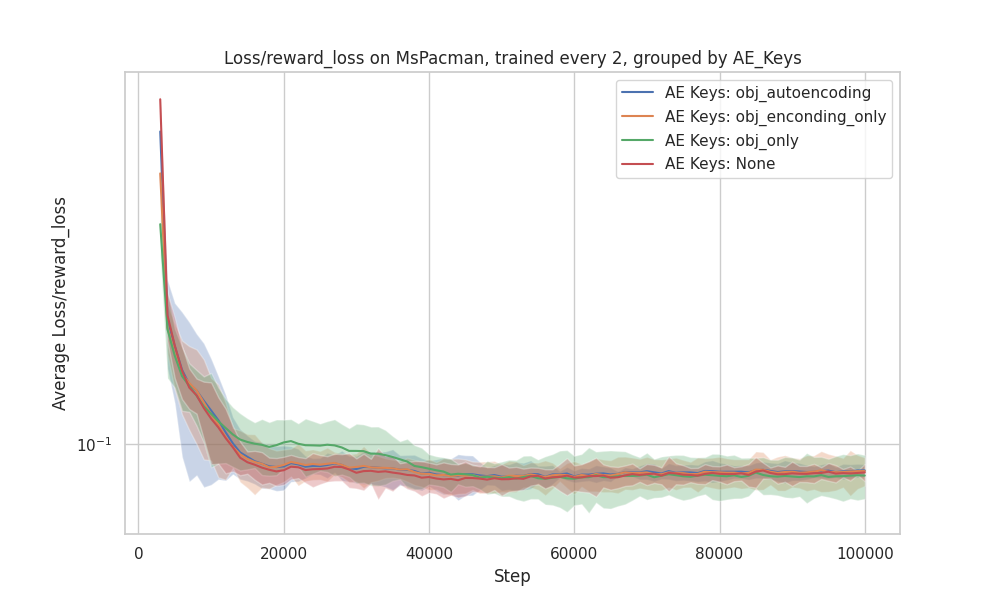 Loss/reward_loss on MsPacman, trained every 2, grouped by AE_Keys
AE Keys: obj_autoencoding
AE Keys: obj_enconding_only
AE Keys: obj_only
AE Keys: None
Average Loss/reward_loss
10⁻¹
0 20000 40000 60000 80000 100000
Step